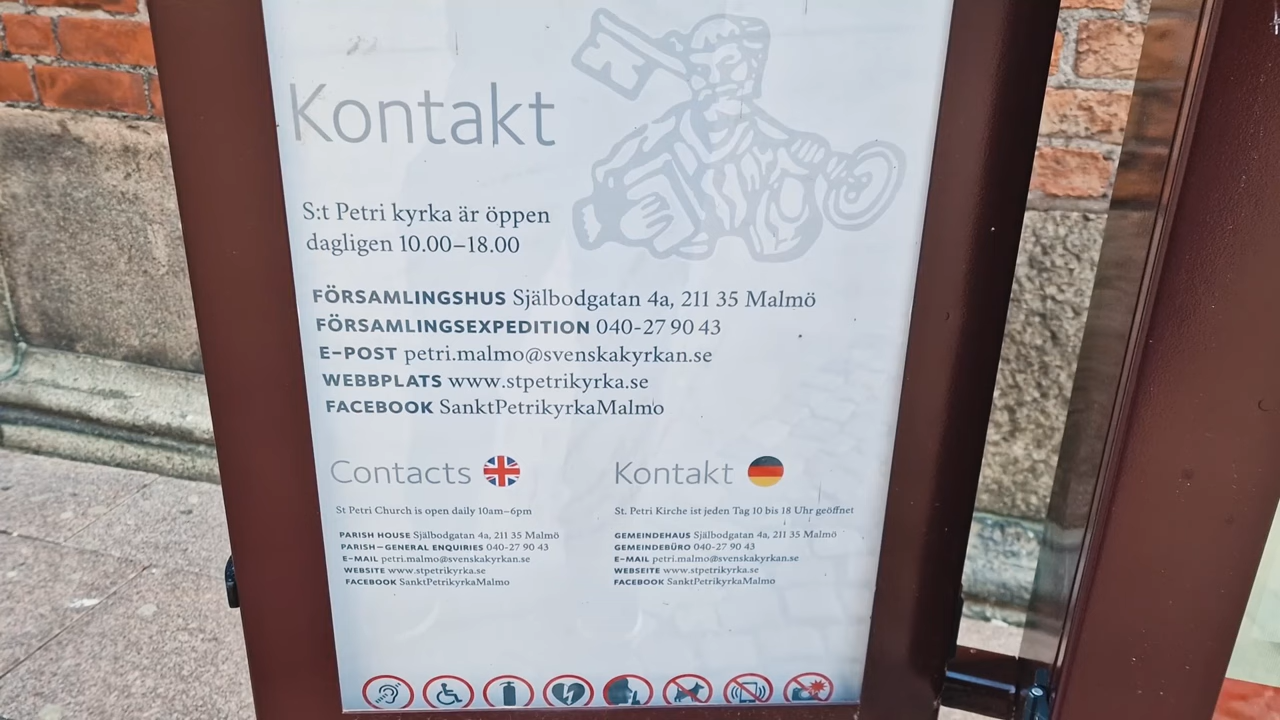 Kontakt
S:t Petri kyrka är öppen
dagligen 10.00–18.00
FÖRSAMLINGSHUS Själbodgatan 4a, 211 35 Malmö
FÖRSAMLINGSEXPEDITION 040-27 90 43
E-POST petri.malmo@svenskakyrkan.se
WEBBPLATS www.stpetrikyrka.se
FACEBOOK SanktPetrikyrkaMalmo
Contacts
St Petri Church is open daily 10am–6pm
PARISH HOUSE Själbodgatan 4a, 211 35 Malmö
PARISH–GENERAL ENQUIRIES 040-27 90 43
E-MAIL petri.malmo@svenskakyrkan.se
WEBSITE www.stpetrikyrka.se
FACEBOOK SanktPetrikyrkaMalmo
Kontakt
St. Petri Kirche ist jeden Tag 10 bis 18 Uhr geöffnet
GEMEINDEHAUS Själbodgatan 4a, 211 35 Malmö
GEMEINDEBÜRO 040-27 90 43
E-MAIL petri.malmo@svenskakyrkan.se
WEBSEITE www.stpetrikyrka.se
FACEBOOK SanktPetrikyrkaMalmo